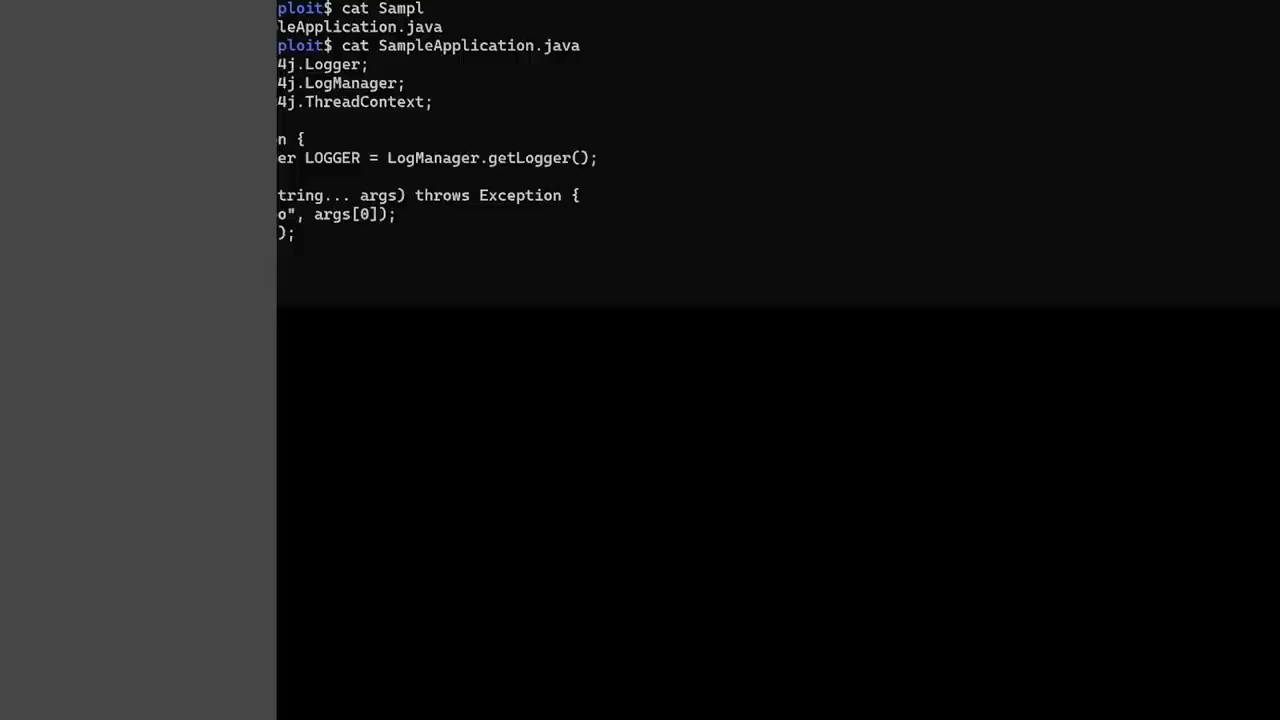 ploit$ cat Sampl
leApplication.java
ploit$ cat SampleApplication.java
4j.Logger;
4j.LogManager;
4j.ThreadContext;
n {
er LOGGER = LogManager.getLogger();
tring... args) throws Exception {
o", args[0]);
);